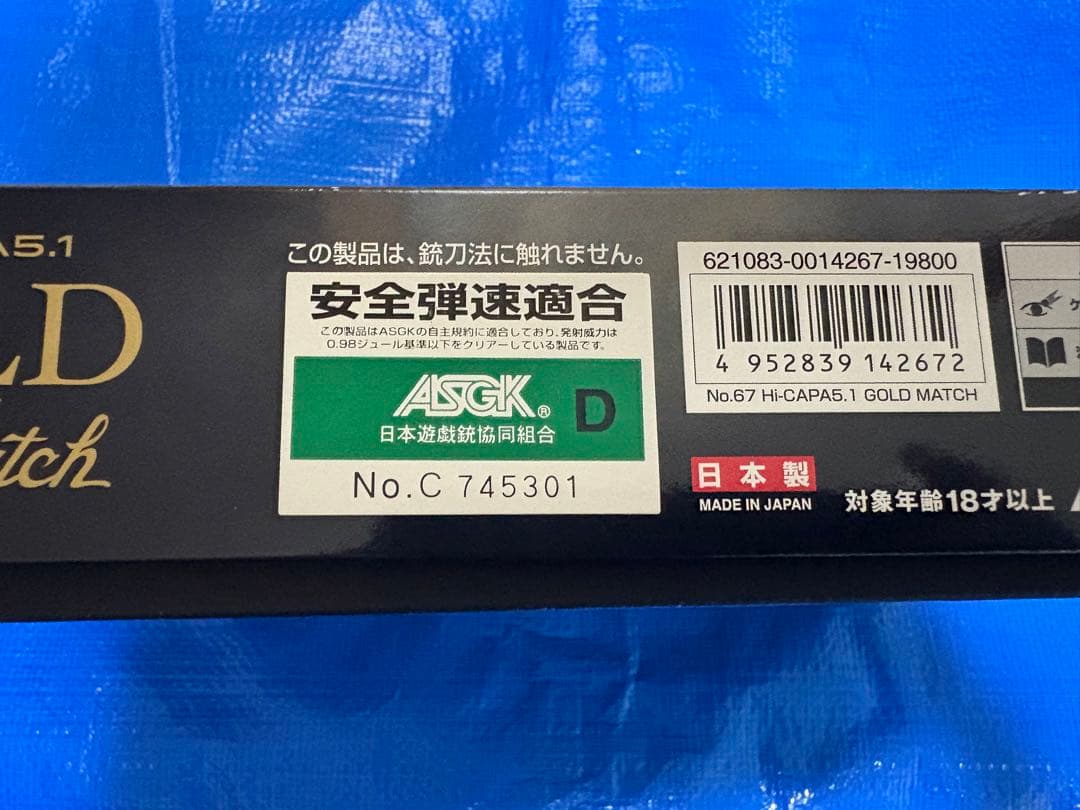 A5.1
LD
atch
この製品は、銃刀法に触れません。
安全弾速適合
この製品はASGKの自主規約に適合しており、発射威力は
0.98ジュール基準以下をクリアーしている製品です。
ASGK® D
日本遊戯銃協同組合
No.C 745301
621083-0014267-19800
4 952839 142672
No.67 Hi-CAPA5.1 GOLD MATCH
日本製
MADE IN JAPAN
対象年齢18才以上